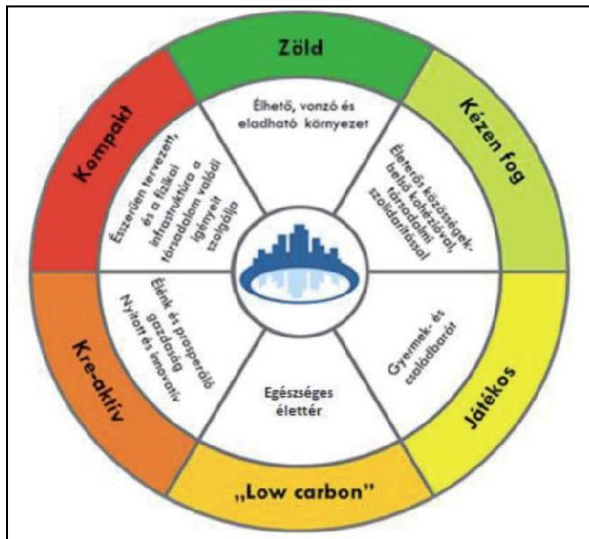 Zöld
Élhető, vonzó és
eladható környezet
Kézen fog
Életerős közösségek-
belső kohézióval,
társadalmi
szolidaritással
Játékos
Gyermek- és
családbarát
„Low carbon”
Egészséges
élettér
Kre-aktív
Élénk és prosperáló
gazdaság
Nyitott és innovatív
Kompakt
Ésszerűen tervezett,
és a fizikai
infrastruktúra a
társadalom valódi
igényeit
szolgálja